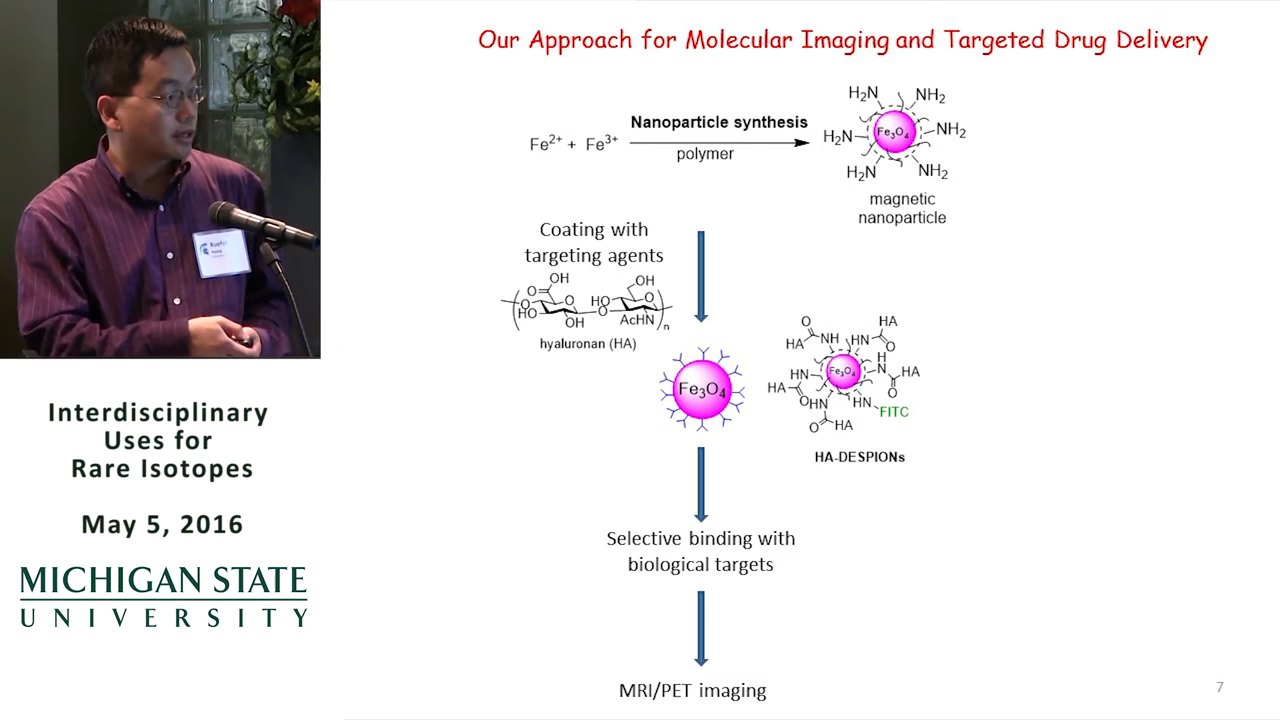 Our Approach for Molecular Imaging and Targeted Drug Delivery
Fe2+ + Fe3+
Nanoparticle synthesis
polymer
H2N
NH2
H2N
Fe3O4
NH2
H2N
NH2
magnetic
nanoparticle
Coating with
targeting agents
OH
O
O
HO
OH
O
HO
OH
O
AcHN
n
hyaluronan (HA)
Fe3O4
O
HA
NH
HN
HA
O
HN
Fe3O4
H
N
HA
O
HA
O
HN
HN
FITC
O
HA
HA-DESPIONs
Selective binding with
biological targets
MRI/PET imaging
7
Interdisciplinary
Uses for
Rare Isotopes
May 5, 2016
MICHIGAN STATE
UNIVERSITY